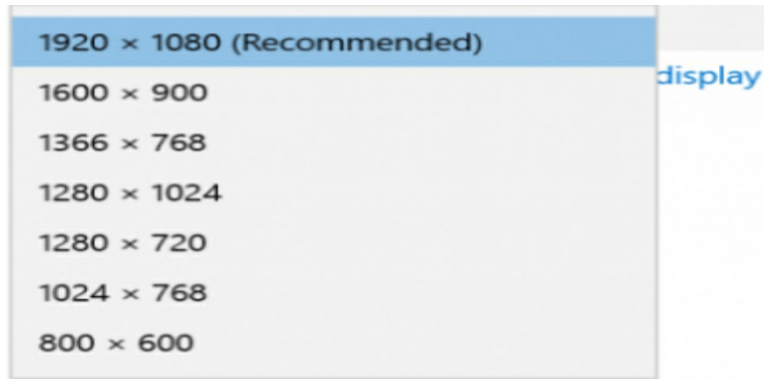 1920 × 1080 (Recommended)
display
1600 × 900
1366 × 768
1280 × 1024
1280 × 720
1024 × 768
800 × 600